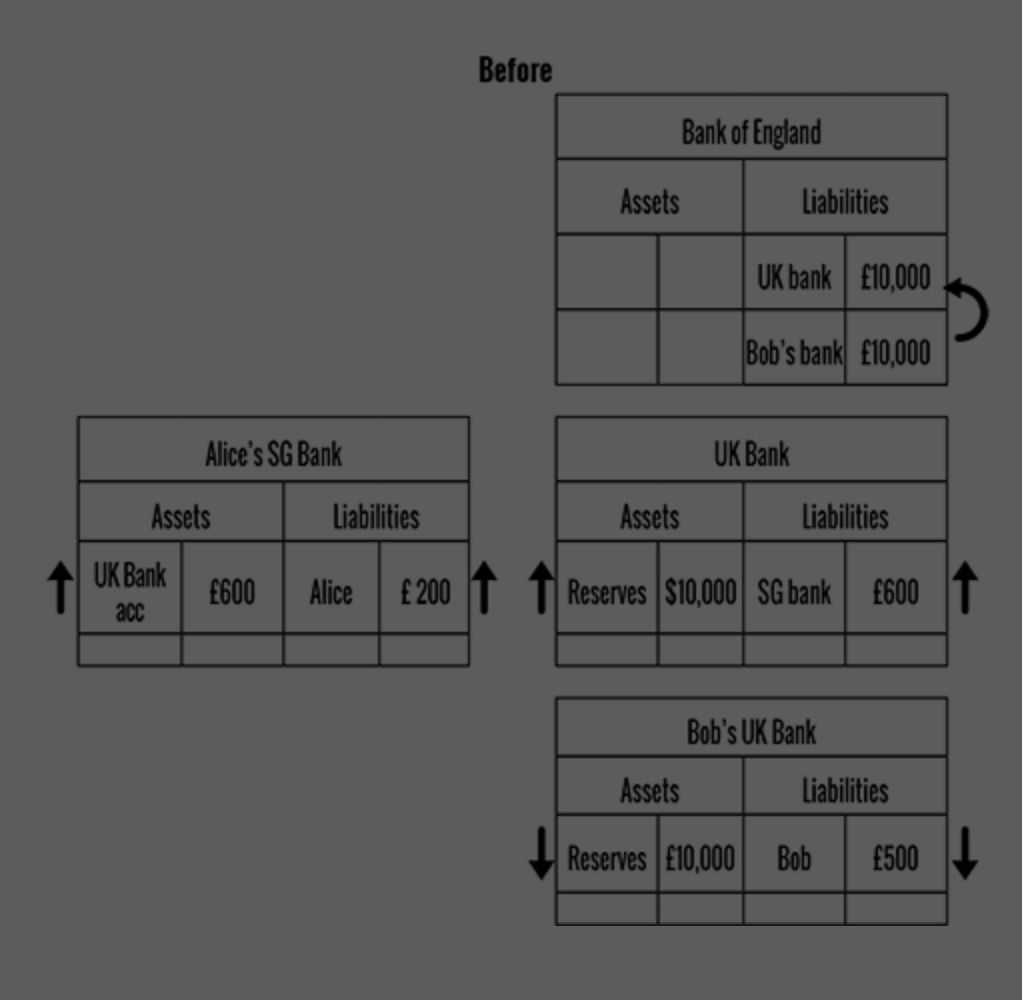 Before
Bank of England
Assets Liabilities
UK bank £10,000
Bob's bank £10,000
Alice's SG Bank
Assets Liabilities
UK Bank acc £600 Alice £ 200
UK Bank
Assets Liabilities
Reserves $10,000 SG bank £600
Bob's UK Bank
Assets Liabilities
Reserves £10,000 Bob £500